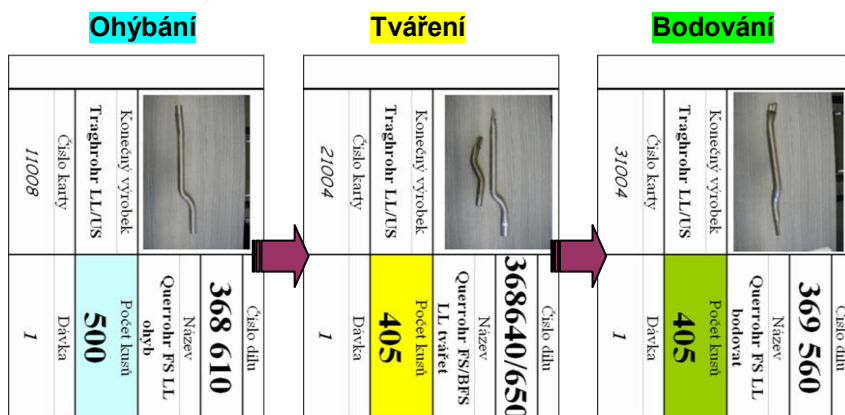 Ohýbání
Tváření
Bodování
Číslo dílu
368 610
Název
Querrohr FS LL
ohyb
Konečný výrobek
Traghrohr LL/US
Počet kusů
500
Číslo karty
11008
Dávka
1
Číslo dílu
368640/650
Název
Querrohr FS/BFS
LL tvářet
Konečný výrobek
Traghrohr LL/US
Počet kusů
405
Číslo karty
21004
Dávka
1
Číslo dílu
369 560
Název
Querrohr FS LL
bodovat
Konečný výrobek
Traghrohr LL/US
Počet kusů
405
Číslo karty
31004
Dávka
1